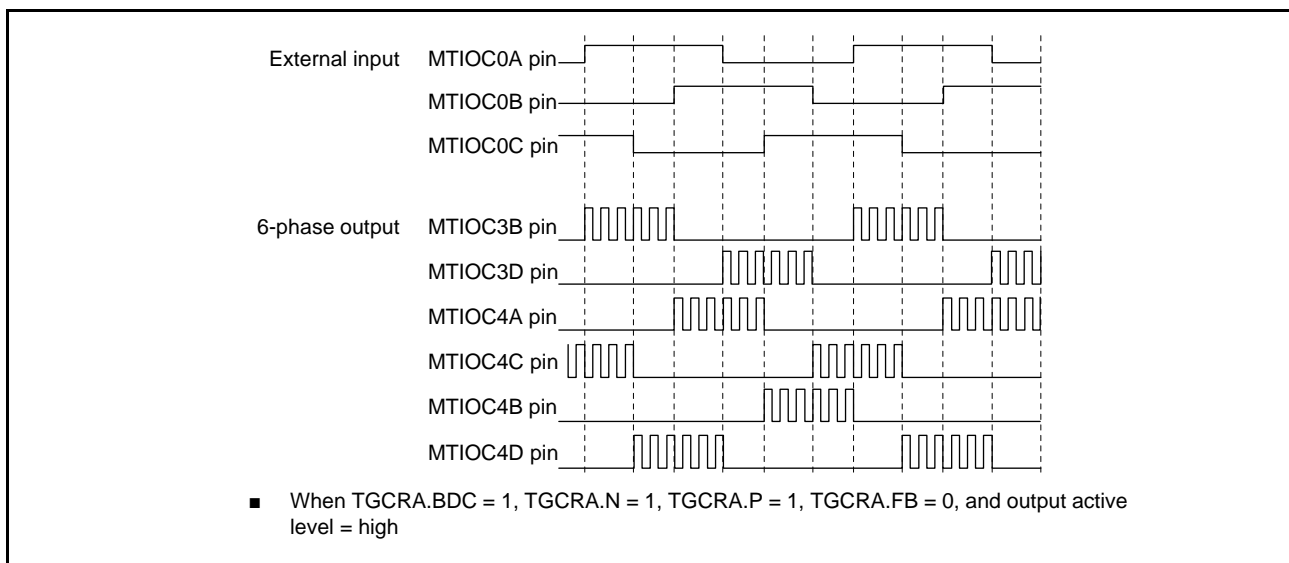 External input MTIOC0A pin
MTIOC0B pin
MTIOC0C pin
6-phase output MTIOC3B pin
MTIOC3D pin
MTIOC4A pin
MTIOC4C pin
MTIOC4B pin
MTIOC4D pin
■ When TGCRA.BDC = 1, TGCRA.N = 1, TGCRA.P = 1, TGCRA.FB = 0, and output active
level = high